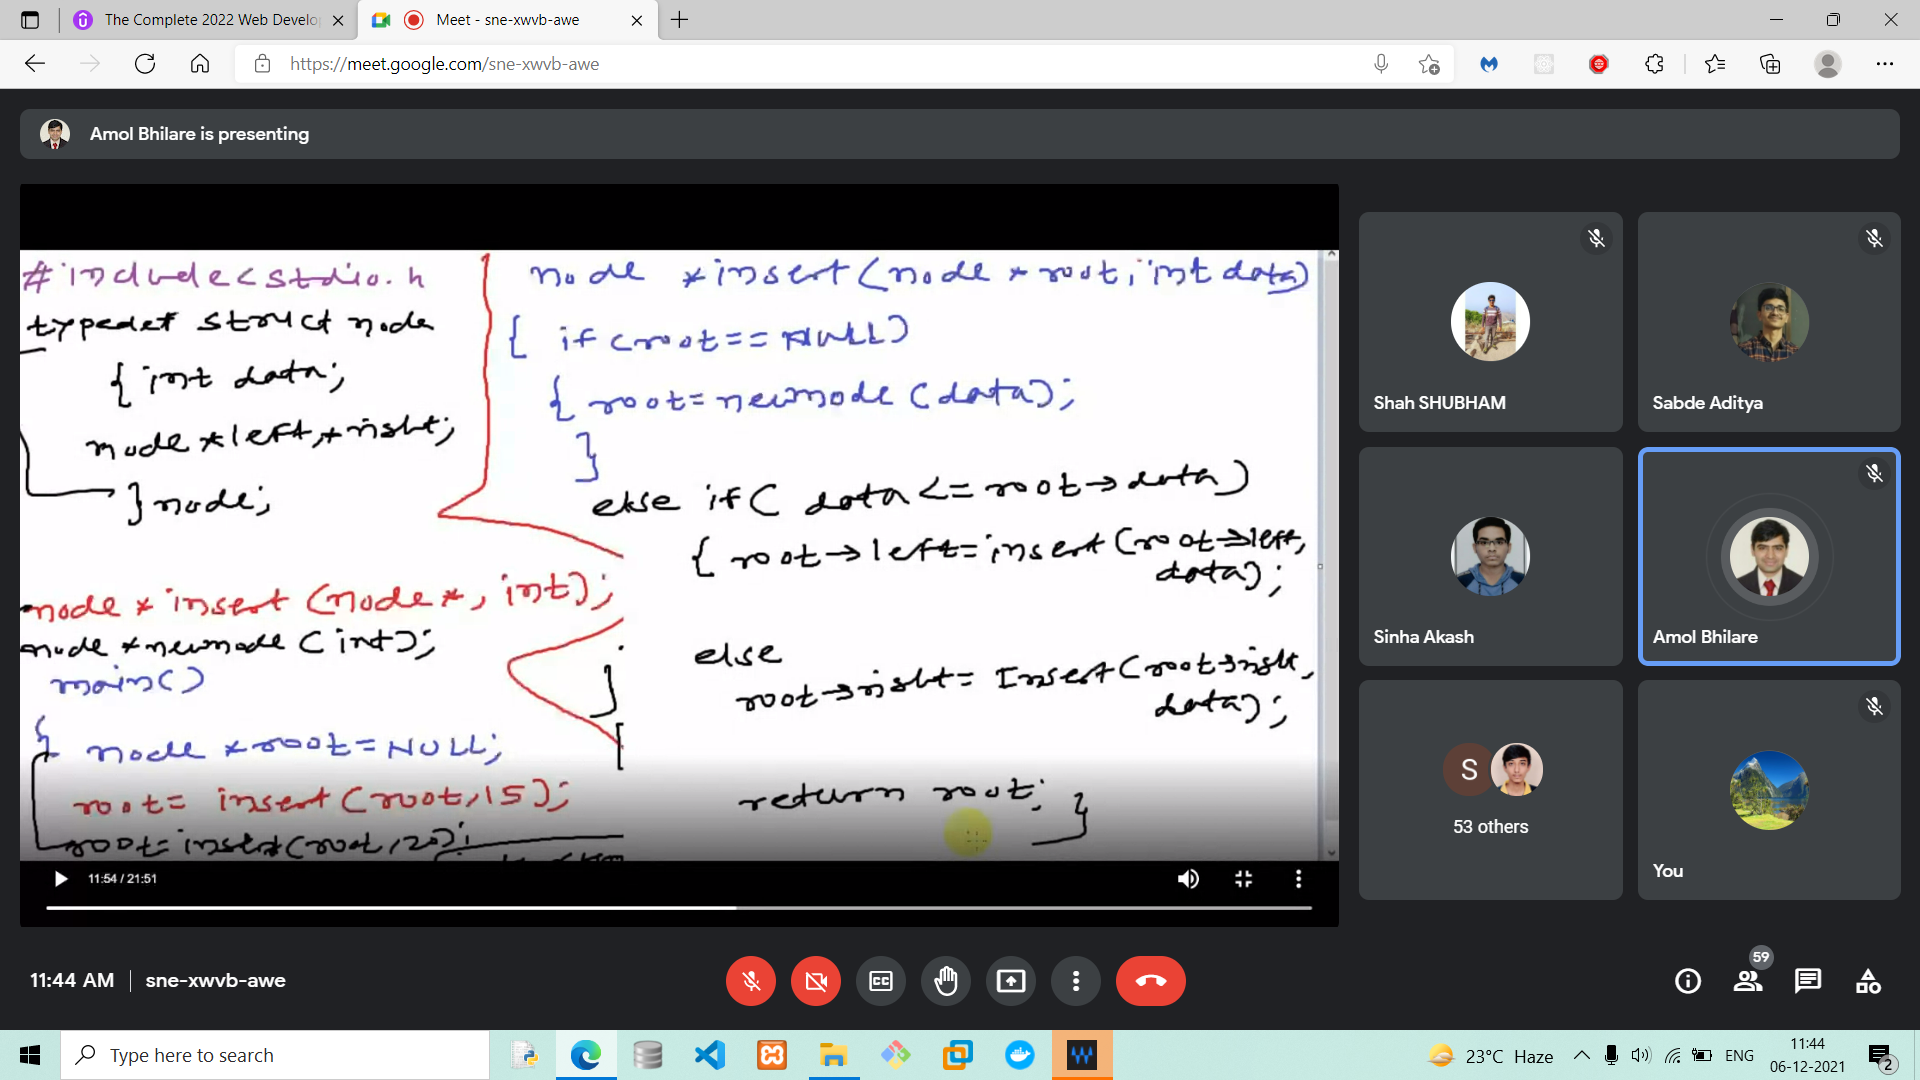 The Complete 2022 Web Develo
Meet - sne-xwvb-awe
https://meet.google.com/sne-xwvb-awe
Amol Bhilare is presenting
#include<stdio.h
typedef struct node
{ int data;
node *left, *right;
} node;
node * insert (node *, int);
node *newnode (int);
main()
{ node *root = NULL;
root = insert (root, 15);
root = insert (root, 20);
node *insert (node * root, int data)
{ if (root == NULL)
{ root = newnode (data);
}
else if ( data <= root → data)
{ root → left = insert (root → left,
data);
}
else
root → right = Insert (root → right,
data);
return root; }
11:54 / 21:51
Shah SHUBHAM
Sabde Aditya
Sinha Akash
Amol Bhilare
S
53 others
You
11:44 AM
sne-xwvb-awe
CC
59
Type here to search
23°C Haze
ENG
11:44
06-12-2021
2